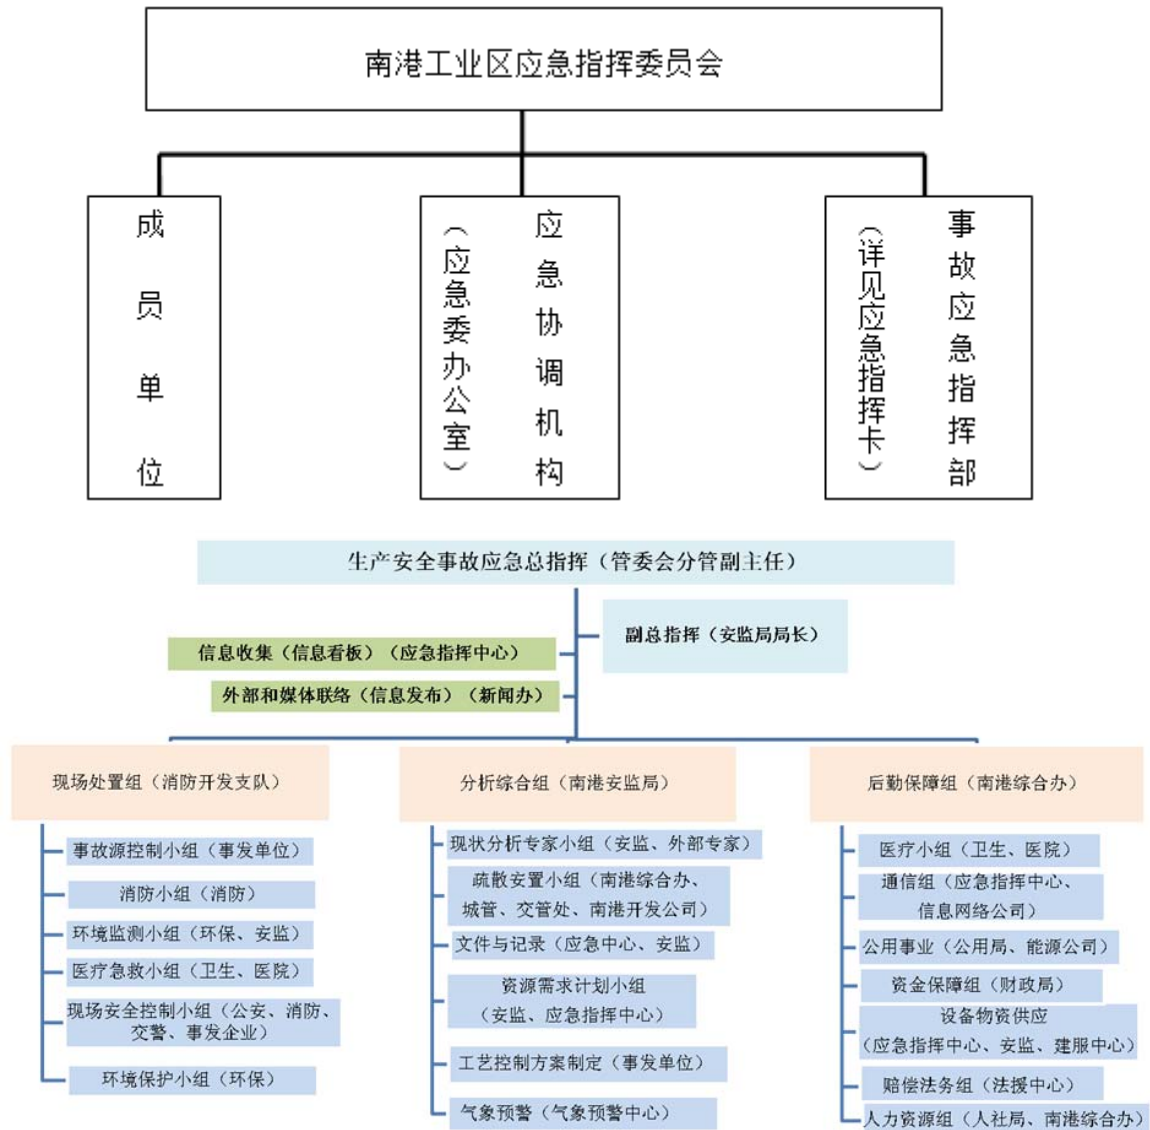 南港工业区应急指挥委员会
成员单位
应急协调机构
（应急委办公室）
事故应急指挥部
（详见应急指挥卡）
生产安全事故应急总指挥（管委会分管副主任）
副总指挥（安监局局长）
信息收集（信息看板）（应急指挥中心）
外部和媒体联络（信息发布）（新闻办）
现场处置组（消防开发支队）
事故源控制小组（事发单位）
消防小组（消防）
环境监测小组（环保、安监）
医疗急救小组（卫生、医院）
现场安全控制小组（公安、消防、
交警、事发企业）
环境保护小组（环保）
分析综合组（南港安监局）
现状分析专家小组（安监、外部专家）
疏散安置小组（南港综合办、
城管、交管处、南港开发公司）
文件与记录（应急中心、安监）
资源需求计划小组
（安监、应急指挥中心）
工艺控制方案制定（事发单位）
气象预警（气象预警中心）
后勤保障组（南港综合办）
医疗小组（卫生、医院）
通信组（应急指挥中心、
信息网络公司）
公用事业（公用局、能源公司）
资金保障组（财政局）
设备物资供应
（应急指挥中心、安监、建服中心）
赔偿法务组（法援中心）
人力资源组（人社局、南港综合办）